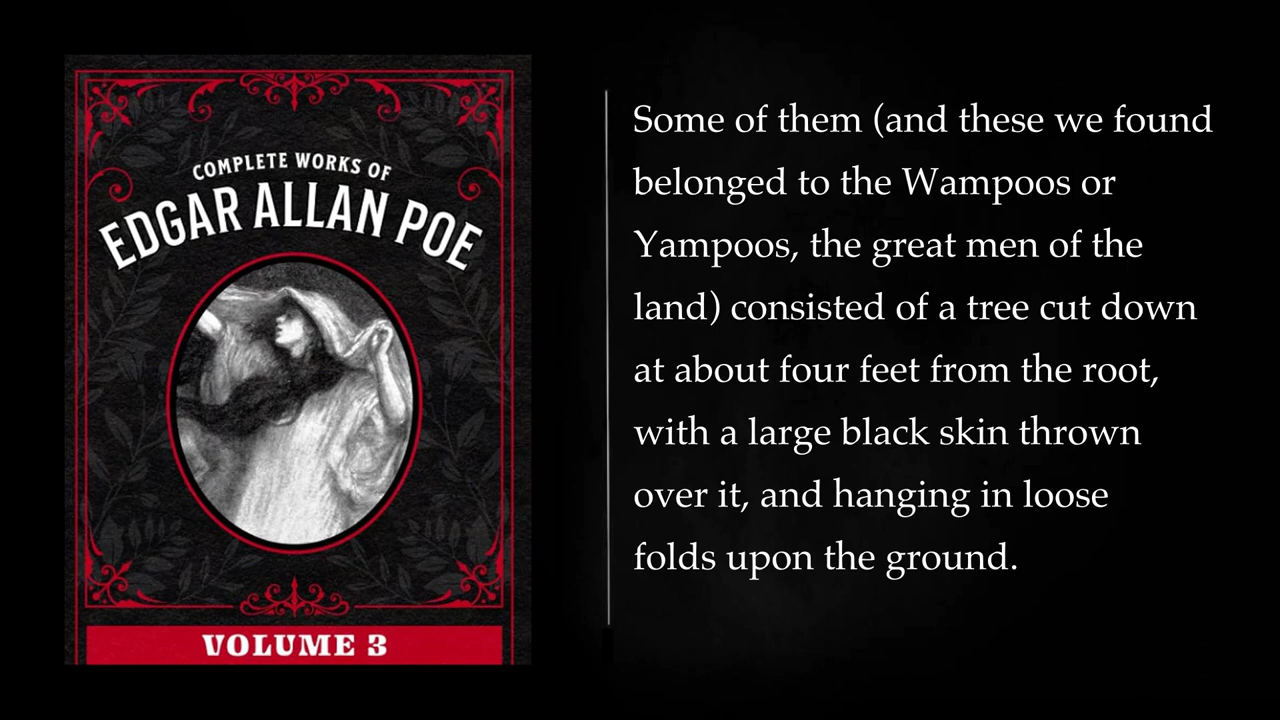 COMPLETE WORKS OF
EDGAR ALLAN POE
VOLUME 3
Some of them (and these we found
belonged to the Wampoos or
Yampoos, the great men of the
land) consisted of a tree cut down
at about four feet from the root,
with a large black skin thrown
over it, and hanging in loose
folds upon the ground.